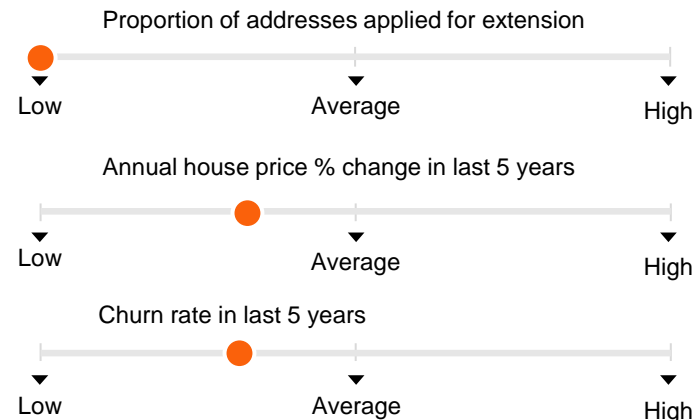 Proportion of addresses applied for extension
Low Average High
Annual house price % change in last 5 years
Low Average High
Churn rate in last 5 years
Low Average High